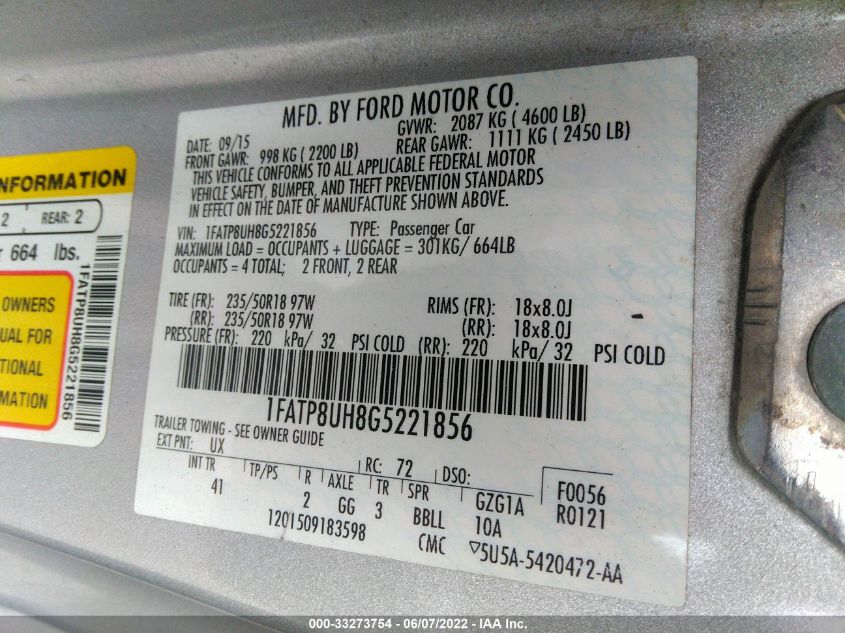 MFD. BY FORD MOTOR CO.
DATE: 09/15 GVWR: 2087 KG ( 4600 LB)
FRONT GAWR: 998 KG ( 2200 LB) REAR GAWR: 1111 KG ( 2450 LB)
THIS VEHICLE CONFORMS TO ALL APPLICABLE FEDERAL MOTOR
VEHICLE SAFETY, BUMPER, AND THEFT PREVENTION STANDARDS
IN EFFECT ON THE DATE OF MANUFACTURE SHOWN ABOVE.
VIN: 1FATP8UH8G5221856 TYPE: Passenger Car
MAXIMUM LOAD = OCCUPANTS + LUGGAGE = 301KG/ 664LB
OCCUPANTS = 4 TOTAL; 2 FRONT, 2 REAR
TIRE (FR): 235/50R18 97W RIMS (FR): 18x8.0J
(RR): 235/50R18 97W (RR): 18x8.0J
PRESSURE (FR): 220 kPa/ 32 PSI COLD (RR): 220 kPa/ 32 PSI COLD
1FATP8UH8G5221856
TRAILER TOWING - SEE OWNER GUIDE
EXT PNT: UX RC: 72 DSO:
INT TR TP/PS R AXLE TR SPR GZG1A F0056
41 2 GG 3 BBLL 10A R0121
1201509183598 CMC ▽5U5A-5420472-AA
INFORMATION
2 REAR: 2
664 lbs.
OWNERS
UAL FOR
TIONAL
MATION
1FATP8UH8G5221856
000-33273754 - 06/07/2022 - IAA Inc.